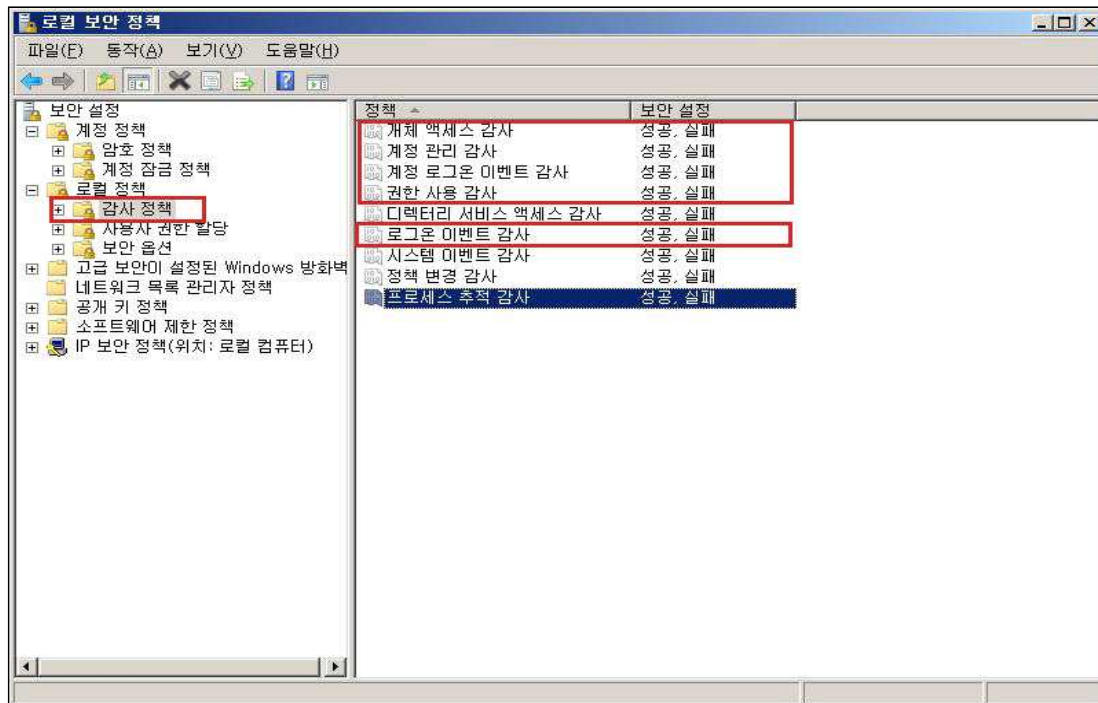 로컬 보안 정책
파일(F) 동작(A) 보기(V) 도움말(H)
보안 설정
계정 정책
암호 정책
계정 잠금 정책
로컬 정책
감사 정책
사용자 권한 할당
보안 옵션
고급 보안이 설정된 Windows 방화벽
네트워크 목록 관리자 정책
공개 키 정책
소프트웨어 제한 정책
IP 보안 정책(위치: 로컬 컴퓨터)
정책 보안 설정
개체 액세스 감사 성공, 실패
계정 관리 감사 성공, 실패
계정 로그온 이벤트 감사 성공, 실패
권한 사용 감사 성공, 실패
디렉터리 서비스 액세스 감사 성공, 실패
로그온 이벤트 감사 성공, 실패
시스템 이벤트 감사 성공, 실패
정책 변경 감사 성공, 실패
프로세스 추적 감사 성공, 실패